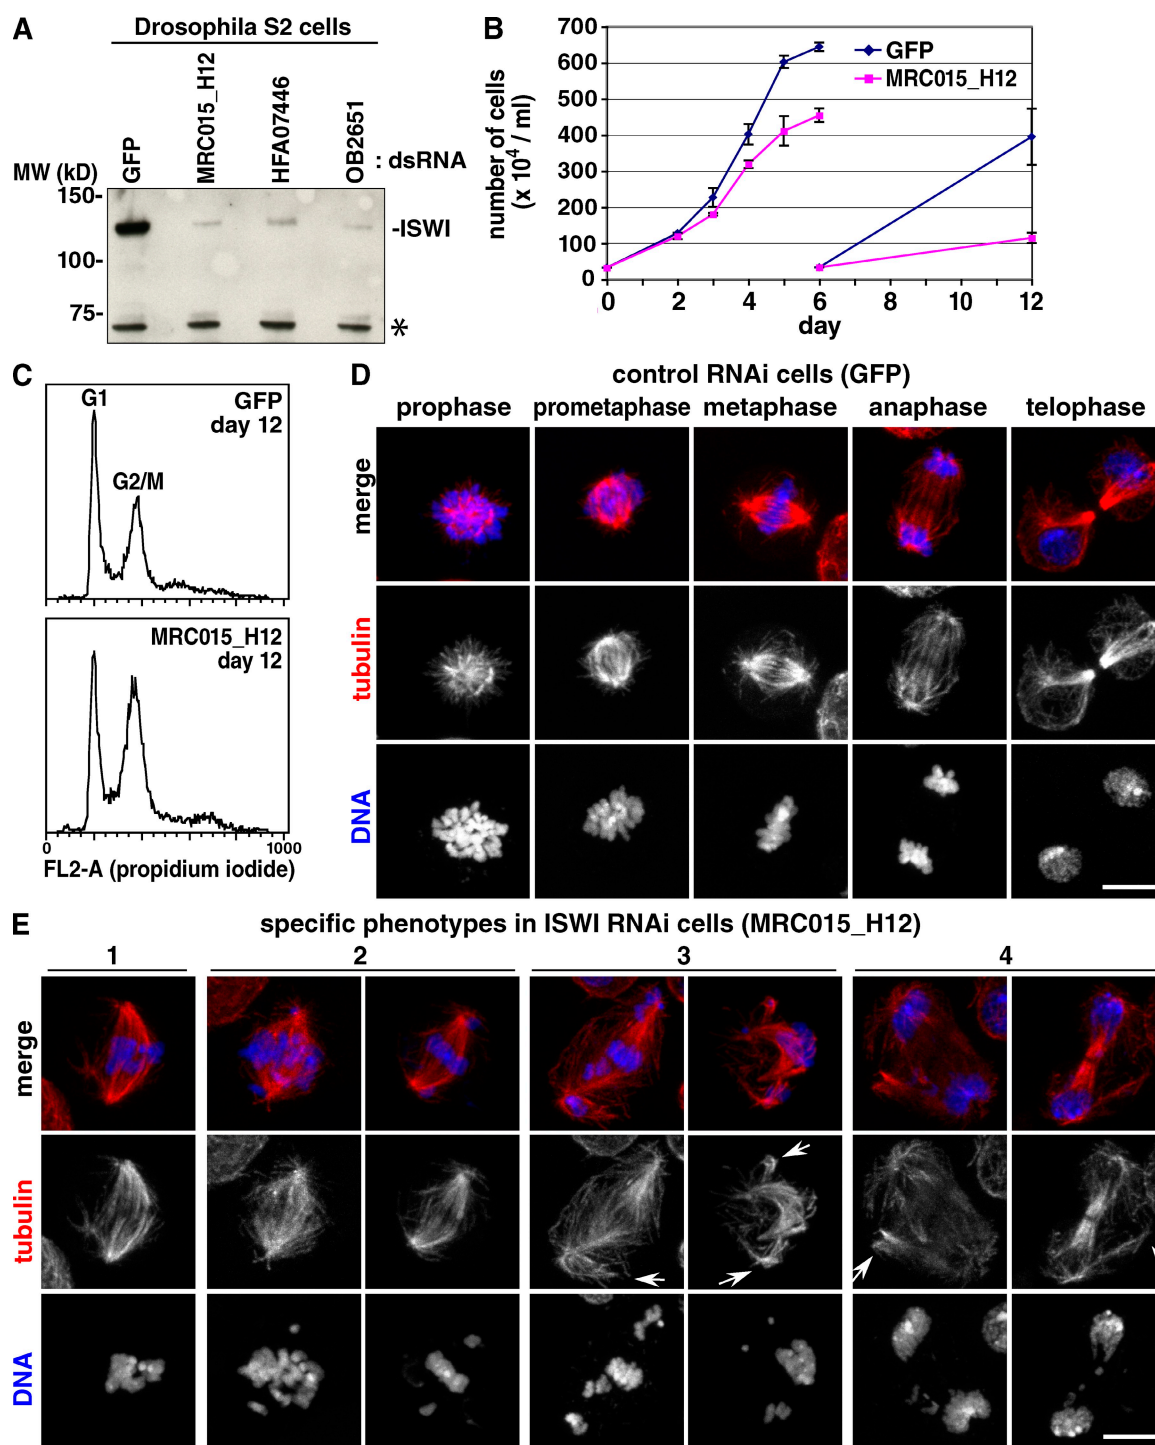 A
Drosophila S2 cells
GFP
MRC015_H12
HFA07446
OB2651
: dsRNA
MW (kD)
150-
-ISWI
100-
75-
*
B
700
600
500
400
300
200
100
0
number of cells
(x 10⁴ / ml)
GFP
MRC015_H12
0 2 4 6 8 10 12
day
C
G1
GFP
day 12
G2/M
MRC015_H12
day 12
0 1000
FL2-A (propidium iodide)
D
control RNAi cells (GFP)
prophase prometaphase metaphase anaphase telophase
merge
tubulin
DNA
E
specific phenotypes in ISWI RNAi cells (MRC015_H12)
1 2 3 4
merge
tubulin
DNA